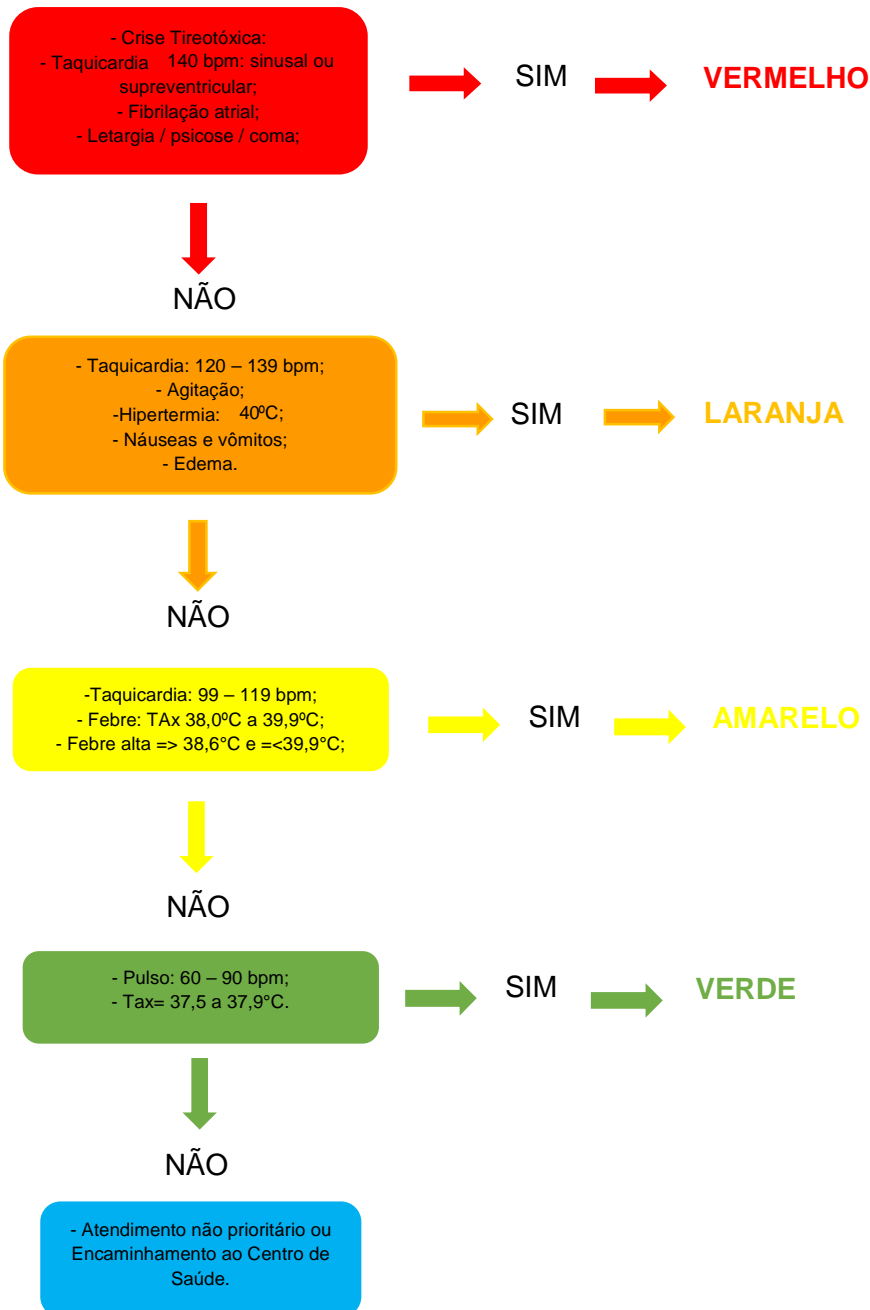 - Crise Tireotóxica:
- Taquicardia 140 bpm: sinusal ou
supreventricular;
- Fibrilação atrial;
- Letargia / psicose / coma;
SIM
VERMELHO
NÃO
- Taquicardia: 120 – 139 bpm;
- Agitação;
-Hipertermia: 40ºC;
- Náuseas e vômitos;
- Edema.
SIM
LARANJA
NÃO
-Taquicardia: 99 – 119 bpm;
- Febre: TAx 38,0ºC a 39,9ºC;
- Febre alta => 38,6°C e =<39,9°C;
SIM
AMARELO
NÃO
- Pulso: 60 – 90 bpm;
- Tax= 37,5 a 37,9°C.
SIM
VERDE
NÃO
- Atendimento não prioritário ou
Encaminhamento ao Centro de
Saúde.